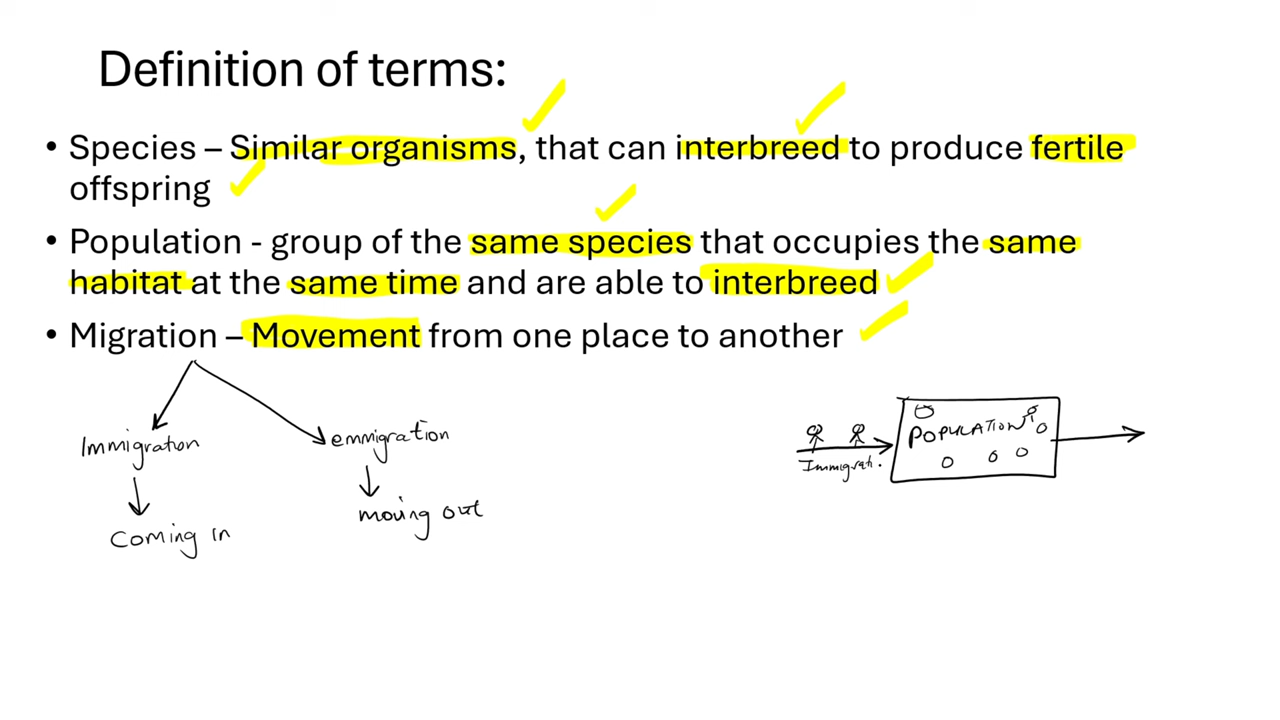 Definition of terms:
• Species – Similar organisms, that can interbreed to produce fertile
offspring
• Population - group of the same species that occupies the same
habitat at the same time and are able to interbreed
• Migration – Movement from one place to another
Immigration
emmigration
Coming in
moving out
POPULATION
Immigrati.